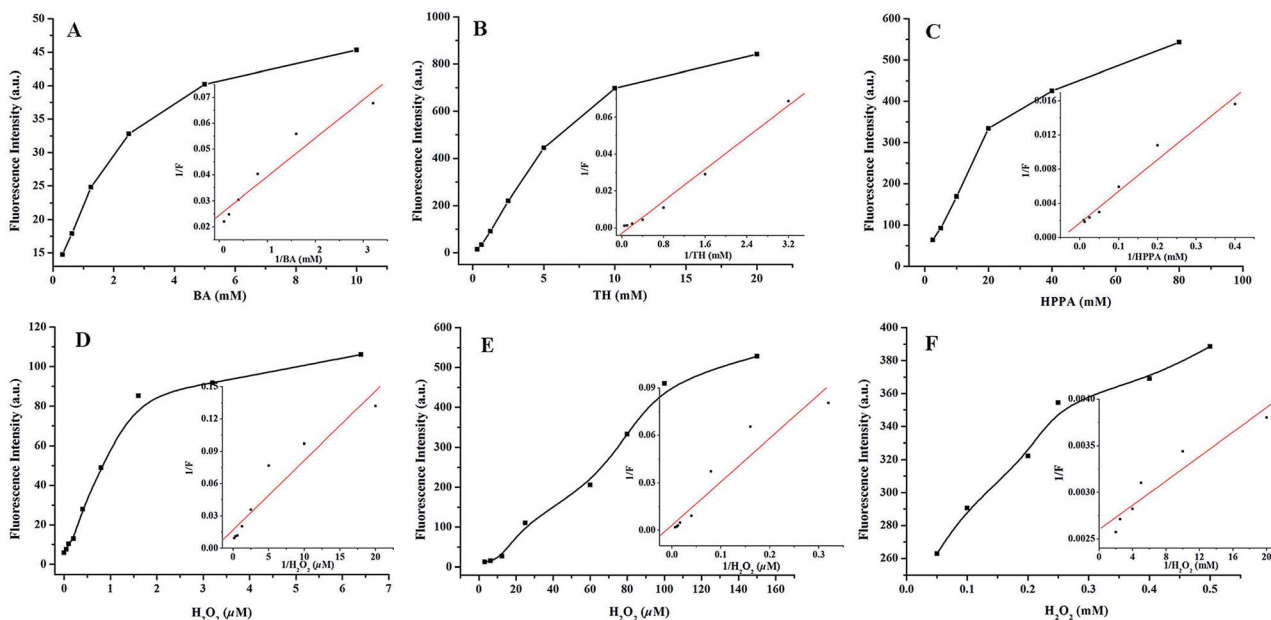 A
Fluorescence Intensity (a.u.)
50
45
40
35
30
25
20
15
0 2 4 6 8 10
BA (mM)
1/F
0.07
0.06
0.05
0.04
0.03
0.02
0 1 2 3
1/BA (mM)
B
Fluorescence Intensity (a.u.)
1000
800
600
400
200
0
0 5 10 15 20
TH (mM)
1/F
0.06
0.04
0.02
0.00
0.0 0.8 1.6 2.4 3.2
1/TH (mM)
C
Fluorescence Intensity (a.u.)
600
500
400
300
200
100
0
0 20 40 60 80 100
HPPA (mM)
1/F
0.016
0.012
0.008
0.004
0.000
0.0 0.1 0.2 0.3 0.4
1/HPPA (mM)
D
Fluorescence Intensity (a.u.)
120
100
80
60
40
20
0
0 1 2 3 4 5 6 7
H₂O₂ (μM)
1/F
0.15
0.12
0.09
0.06
0.03
0.00
0 5 10 15 20
1/H₂O₂ (μM)
E
Fluorescence Intensity (a.u.)
600
500
400
300
200
100
0
0 20 40 60 80 100 120 140 160
H₂O₂ (μM)
1/F
0.09
0.06
0.03
0.00
0.0 0.1 0.2 0.3
1/H₂O₂ (μM)
F
Fluorescence Intensity (a.u.)
400
380
360
340
320
300
280
260
0.0 0.1 0.2 0.3 0.4 0.5
H₂O₂ (mM)
1/F
0.0040
0.0035
0.0030
0.0025
0 4 10 20
1/H₂O₂ (mM)